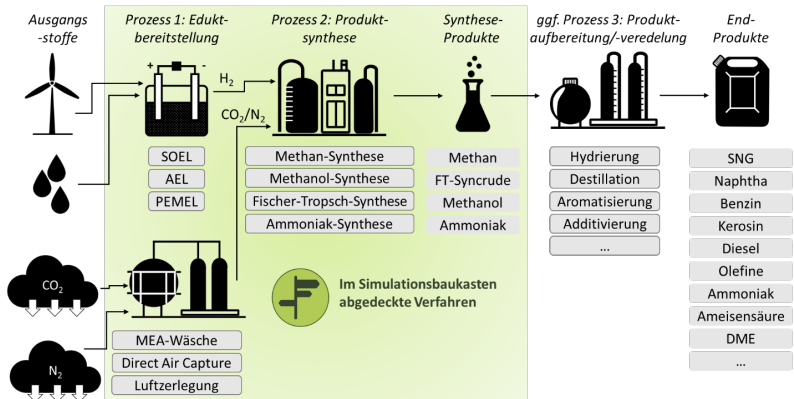 Ausgangs
-stoffe
Prozess 1: Edukt-
bereitstellung
Prozess 2: Produkt-
synthese
Synthese-
Produkte
ggf. Prozess 3: Produkt-
aufbereitung/-veredelung
End-
Produkte
+ -
H2
CO2/N2
SOEL
AEL
PEMEL
Methan-Synthese
Methanol-Synthese
Fischer-Tropsch-Synthese
Ammoniak-Synthese
Methan
FT-Syncrude
Methanol
Ammoniak
Hydrierung
Destillation
Aromatisierung
Additivierung
...
SNG
Naphtha
Benzin
Kerosin
Diesel
Olefine
Ammoniak
Ameisensäure
DME
...
CO2
N2
MEA-Wäsche
Direct Air Capture
Luftzerlegung
Im Simulationsbaukasten
abgedeckte Verfahren